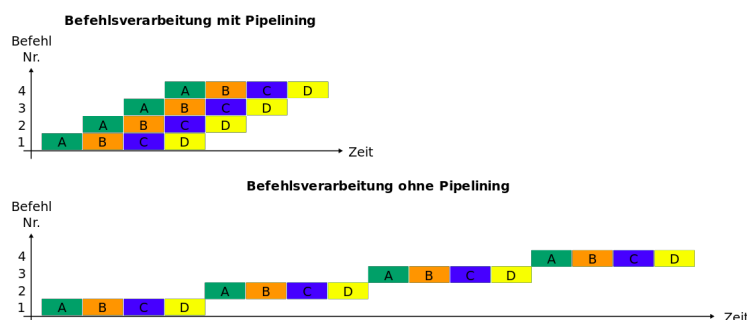 Befehlsverarbeitung mit Pipelining
Befehl
Nr.
4 A B C D
3 A B C D
2 A B C D
1 A B C D
Zeit
Befehlsverarbeitung ohne Pipelining
Befehl
Nr.
4 A B C D
3 A B C D
2 A B C D
1 A B C D
Zeit